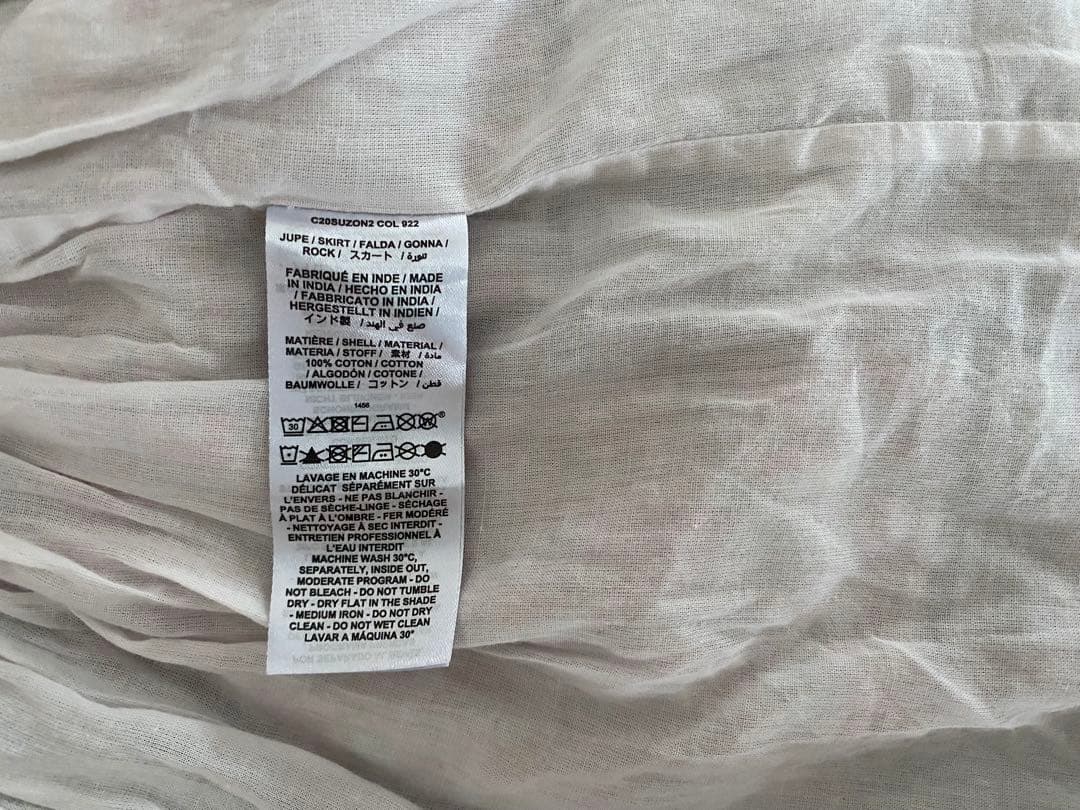 C20SUZON2 COL 922
JUPE / SKIRT / FALDA / GONNA /
ROCK / スカート / تنورة
FABRIQUÉ EN INDE / MADE
IN INDIA / HECHO EN INDIA
/ FABBRICATO IN INDIA /
HERGESTELLT IN INDIEN /
インド製 / صنع في الهند
MATIÈRE / SHELL / MATERIAL /
MATERIA / STOFF / 素材 / مادة
100% COTON / COTTON
/ ALGODÓN / COTONE /
BAUMWOLLE / コットン / قطن
1456
30
W®
LAVAGE EN MACHINE 30°C
DÉLICAT SÉPARÉMENT SUR
L'ENVERS - NE PAS BLANCHIR -
PAS DE SÈCHE-LINGE - SÉCHAGE
À PLAT À L'OMBRE - FER MODÉRÉ
- NETTOYAGE À SEC INTERDIT -
ENTRETIEN PROFESSIONNEL À
L'EAU INTERDIT
MACHINE WASH 30°C,
SEPARATELY, INSIDE OUT,
MODERATE PROGRAM - DO
NOT BLEACH - DO NOT TUMBLE
DRY - DRY FLAT IN THE SHADE
- MEDIUM IRON - DO NOT DRY
CLEAN - DO NOT WET CLEAN
LAVAR A MÁQUINA 30°